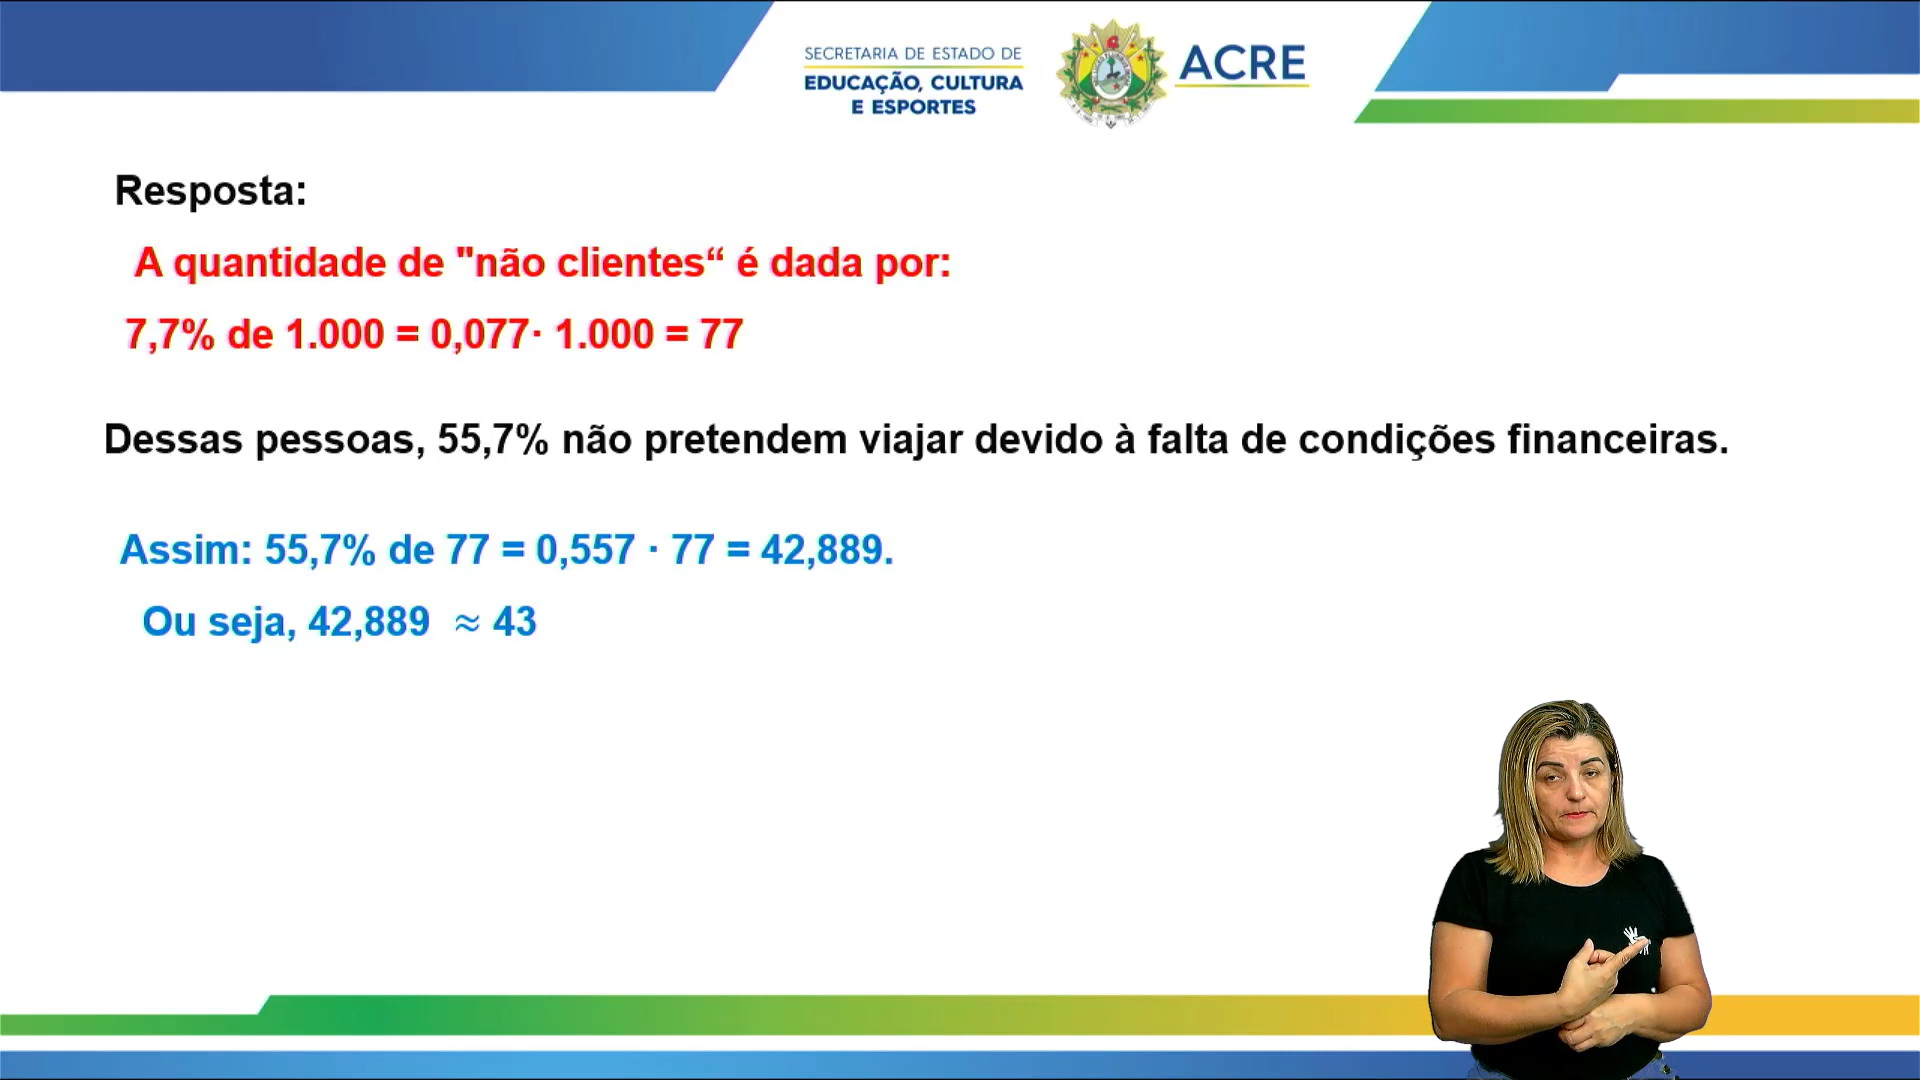 SECRETARIA DE ESTADO DE
EDUCAÇÃO, CULTURA
E ESPORTES
ACRE
Resposta:
A quantidade de "não clientes“ é dada por:
7,7% de 1.000 = 0,077· 1.000 = 77
Dessas pessoas, 55,7% não pretendem viajar devido à falta de condições financeiras.
Assim: 55,7% de 77 = 0,557 · 77 = 42,889.
Ou seja, 42,889 ≈ 43